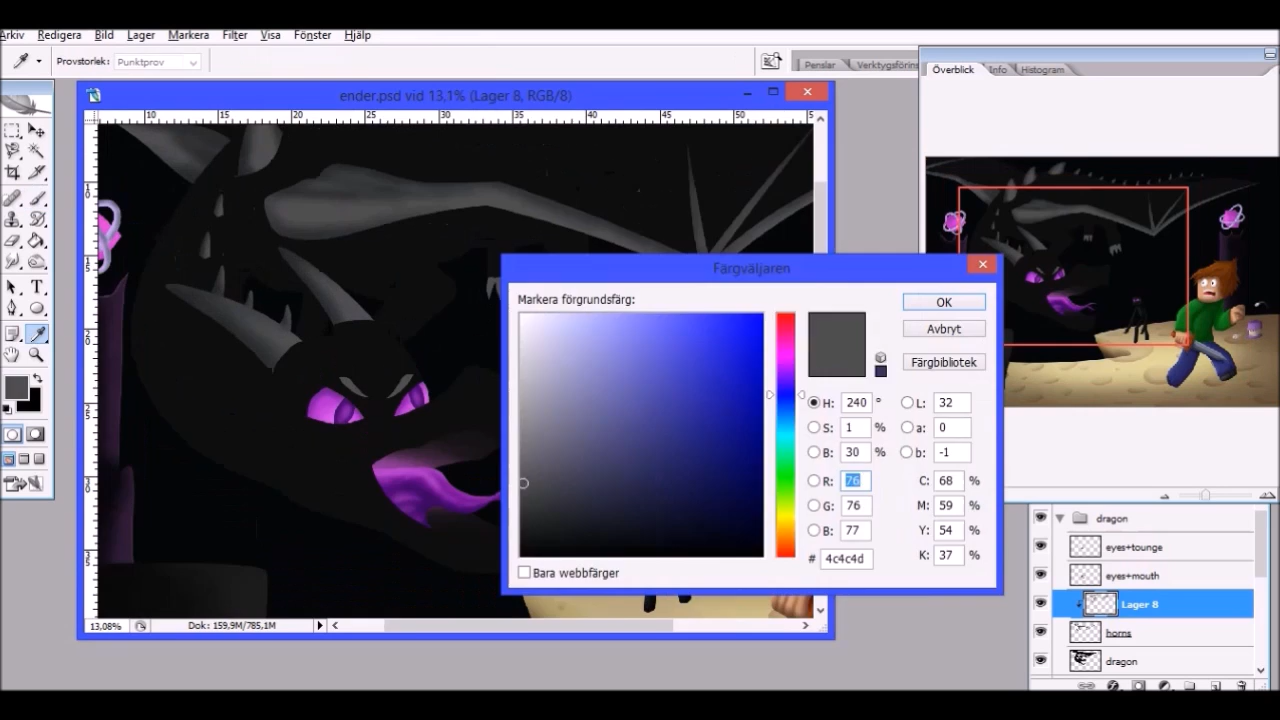 Arkiv Redigera Bild Lager Markera Filter Visa Fönster Hjälp
Provstorlek: Punktprov
Penslar Verktygsförins
Överblick Info Histogram
ender.psd vid 13,1% (Lager 8, RGB/8)
10 15 20 25 30 35 40 45 50 5
Färgväljaren
Markera förgrundsfärg:
OK
Avbryt
Färgbibliotek
H: 240 ° L: 32
S: 1 % a: 0
B: 30 % b: -1
R: 76 C: 68 %
G: 76 M: 59 %
B: 77 Y: 54 %
# 4c4c4d K: 37 %
Bara webbfärger
dragon
eyes+tounge
eyes+mouth
Lager 8
horns
dragon
13,08% Dok: 159,9M/785,1M